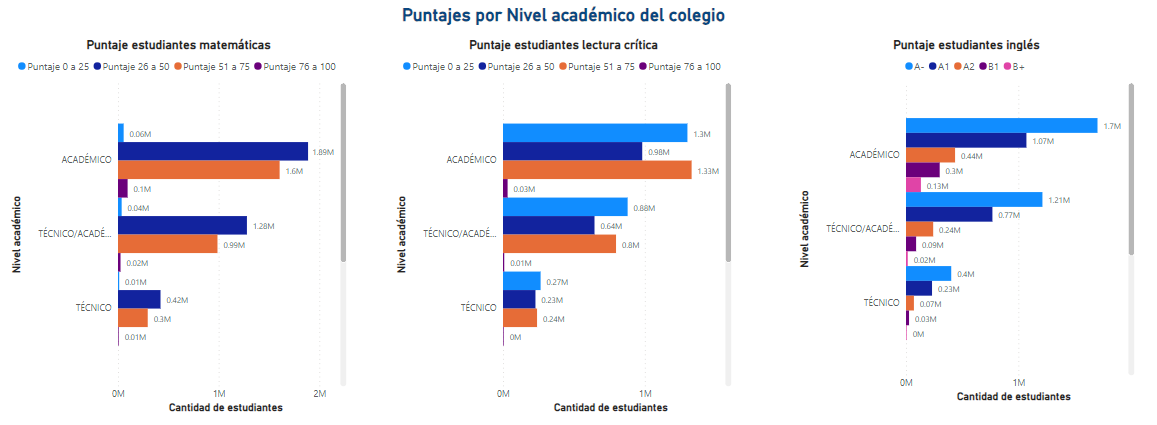 Puntajes por Nivel académico del colegio
Puntaje estudiantes matemáticas
Puntaje 0 a 25 Puntaje 26 a 50 Puntaje 51 a 75 Puntaje 76 a 100
Nivel académico
ACADÉMICO
0.06M
1.89M
1.6M
0.1M
TÉCNICO/ACADÉ...
0.04M
1.28M
0.99M
0.02M
TÉCNICO
0.01M
0.42M
0.3M
0.01M
0M 1M 2M
Cantidad de estudiantes
Puntaje estudiantes lectura crítica
Puntaje 0 a 25 Puntaje 26 a 50 Puntaje 51 a 75 Puntaje 76 a 100
Nivel académico
ACADÉMICO
1.3M
0.98M
1.33M
0.03M
TÉCNICO/ACADÉ...
0.88M
0.64M
0.8M
0.01M
TÉCNICO
0.27M
0.23M
0.24M
0M
0M 1M
Cantidad de estudiantes
Puntaje estudiantes inglés
A- A1 A2 B1 B+
Nivel académico
ACADÉMICO
1.7M
1.07M
0.44M
0.3M
0.13M
TÉCNICO/ACADÉ...
1.21M
0.77M
0.24M
0.09M
0.02M
TÉCNICO
0.4M
0.23M
0.07M
0.03M
0M
0M 1M
Cantidad de estudiantes